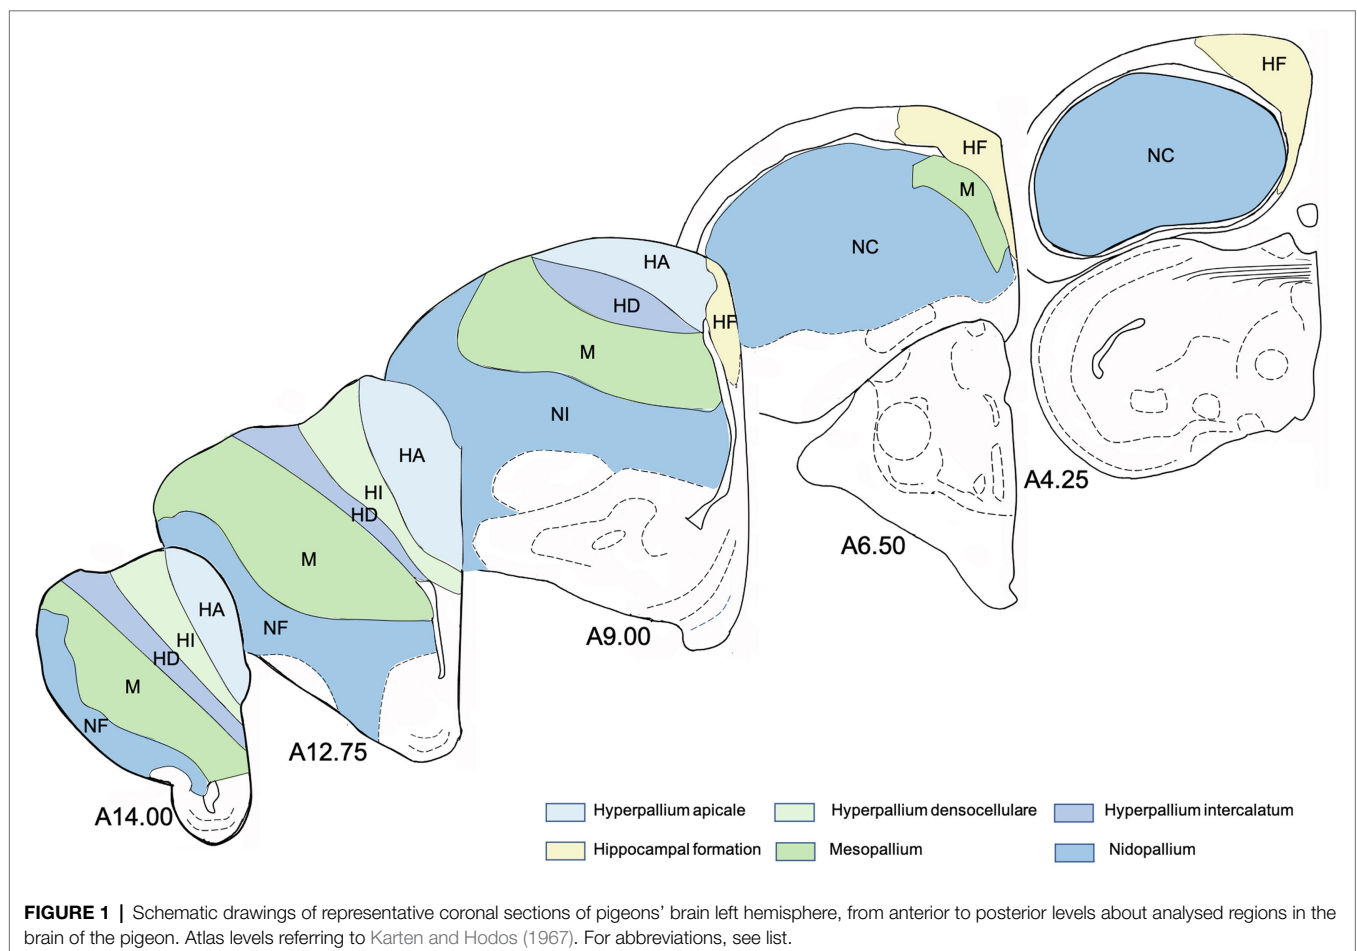 HF
NC
HF
M
NC
HA
HD
HF
M
NI
A4.25
HA
HI
HD
M
A6.50
HA
NF
A9.00
HI
HD
M
NF
A12.75
A14.00
Hyperpallium apicale
Hyperpallium densocellulare
Hyperpallium intercalatum
Hippocampal formation
Mesopallium
Nidopallium
FIGURE 1 | Schematic drawings of representative coronal sections of pigeons’ brain left hemisphere, from anterior to posterior levels about analysed regions in the
brain of the pigeon. Atlas levels referring to Karten and Hodos (1967). For abbreviations, see list.